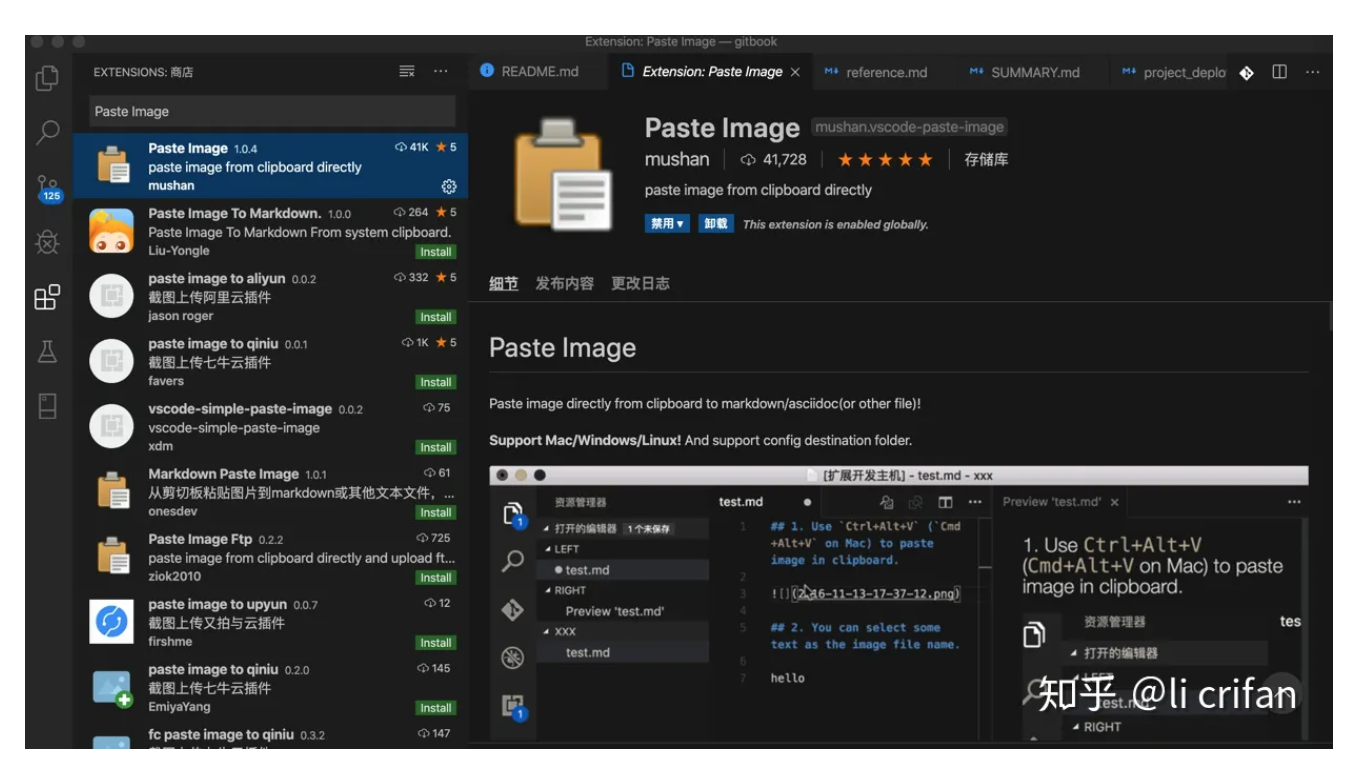 Extension: Paste Image — gitbook
EXTENSIONS: 商店
Paste Image
Paste Image 1.0.4 41K ★ 5
paste image from clipboard directly
mushan
Paste Image To Markdown. 1.0.0 264 ★ 5
Paste Image To Markdown From system clipboard.
Liu-Yongle Install
paste image to aliyun 0.0.2 332 ★ 5
截图上传阿里云插件
jason roger Install
paste image to qiniu 0.0.1 1K ★ 5
截图上传七牛云插件
favers Install
vscode-simple-paste-image 0.0.2 75
vscode-simple-paste-image
xdm Install
Markdown Paste Image 1.0.1 61
从剪切板粘贴图片到markdown或其他文本文件，...
onesdev Install
Paste Image Ftp 0.2.2 725
paste image from clipboard directly and upload ft...
ziok2010 Install
paste image to upyun 0.0.7 12
截图上传又拍与云插件
firshme Install
paste image to qiniu 0.2.0 145
截图上传七牛云插件
EmiyaYang Install
fc paste image to qiniu 0.3.2 147
125
README.md Extension: Paste Image × reference.md SUMMARY.md project_deplo
Paste Image mushan.vscode-paste-image
mushan 41,728 ★★★★★ 存储库
paste image from clipboard directly
禁用▾ 卸载 This extension is enabled globally.
细节 发布内容 更改日志
Paste Image
Paste image directly from clipboard to markdown/asciidoc(or other file)!
Support Mac/Windows/Linux! And support config destination folder.
[扩展开发主机] - test.md - xxx
资源管理器
打开的编辑器 1个未保存
LEFT
test.md
RIGHT
Preview 'test.md'
XXX
test.md
1
1
test.md
1 ## 1. Use `Ctrl+Alt+V` (`Cmd
+Alt+V` on Mac) to paste
image in clipboard.
2
3 ![](2016-11-13-17-37-12.png)
4
5 ## 2. You can select some
text as the image file name.
6
7 hello
Preview 'test.md' ×
1. Use Ctrl+Alt+V
(Cmd+Alt+V on Mac) to paste
image in clipboard.
资源管理器 tes
打开的编辑器
LEFT
test.md
RIGHT
知乎 @li crifan